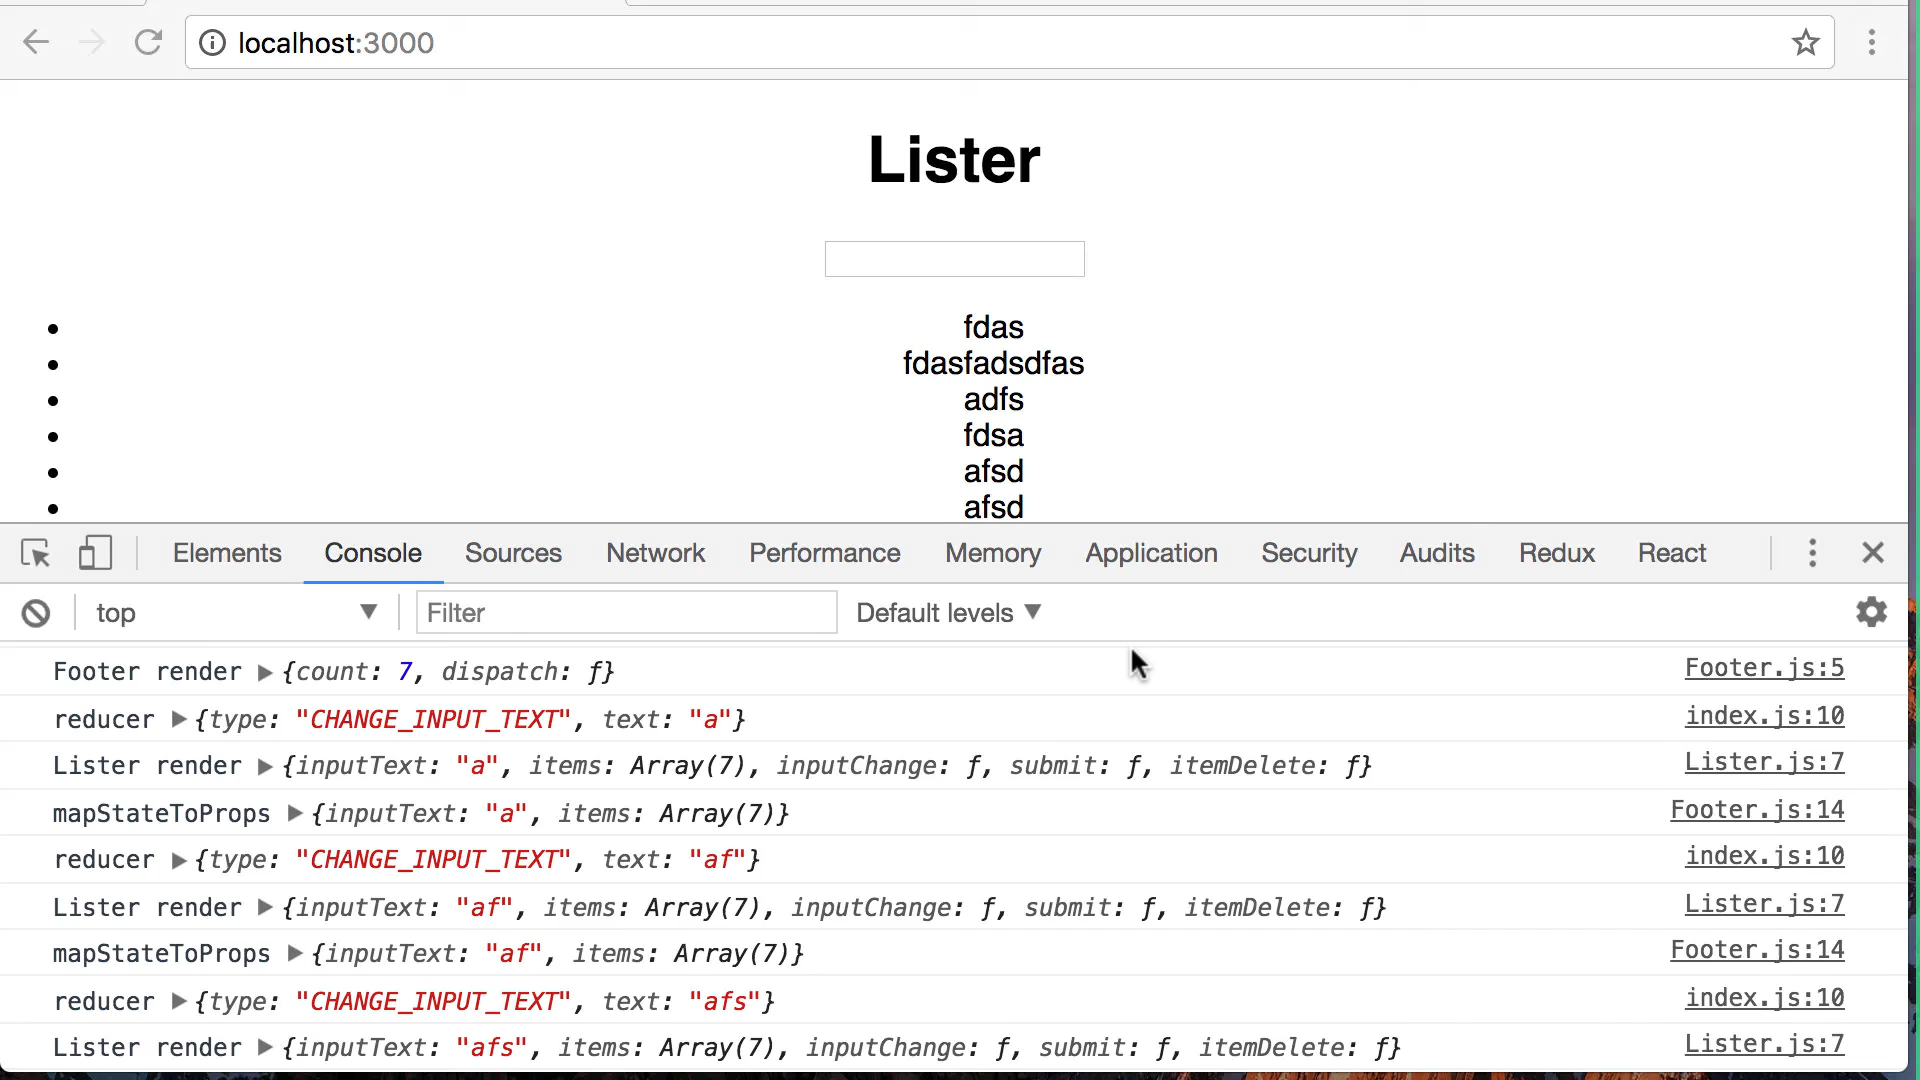 localhost:3000
Lister
fdas
fdasfadsdfas
adfs
fdsa
afsd
afsd
Elements Console Sources Network Performance Memory Application Security Audits Redux React
top Filter Default levels
Footer render {count: 7, dispatch: ƒ} Footer.js:5
reducer {type: "CHANGE_INPUT_TEXT", text: "a"} index.js:10
Lister render {inputText: "a", items: Array(7), inputChange: ƒ, submit: ƒ, itemDelete: ƒ} Lister.js:7
mapStateToProps {inputText: "a", items: Array(7)} Footer.js:14
reducer {type: "CHANGE_INPUT_TEXT", text: "af"} index.js:10
Lister render {inputText: "af", items: Array(7), inputChange: ƒ, submit: ƒ, itemDelete: ƒ} Lister.js:7
mapStateToProps {inputText: "af", items: Array(7)} Footer.js:14
reducer {type: "CHANGE_INPUT_TEXT", text: "afs"} index.js:10
Lister render {inputText: "afs", items: Array(7), inputChange: ƒ, submit: ƒ, itemDelete: ƒ} Lister.js:7